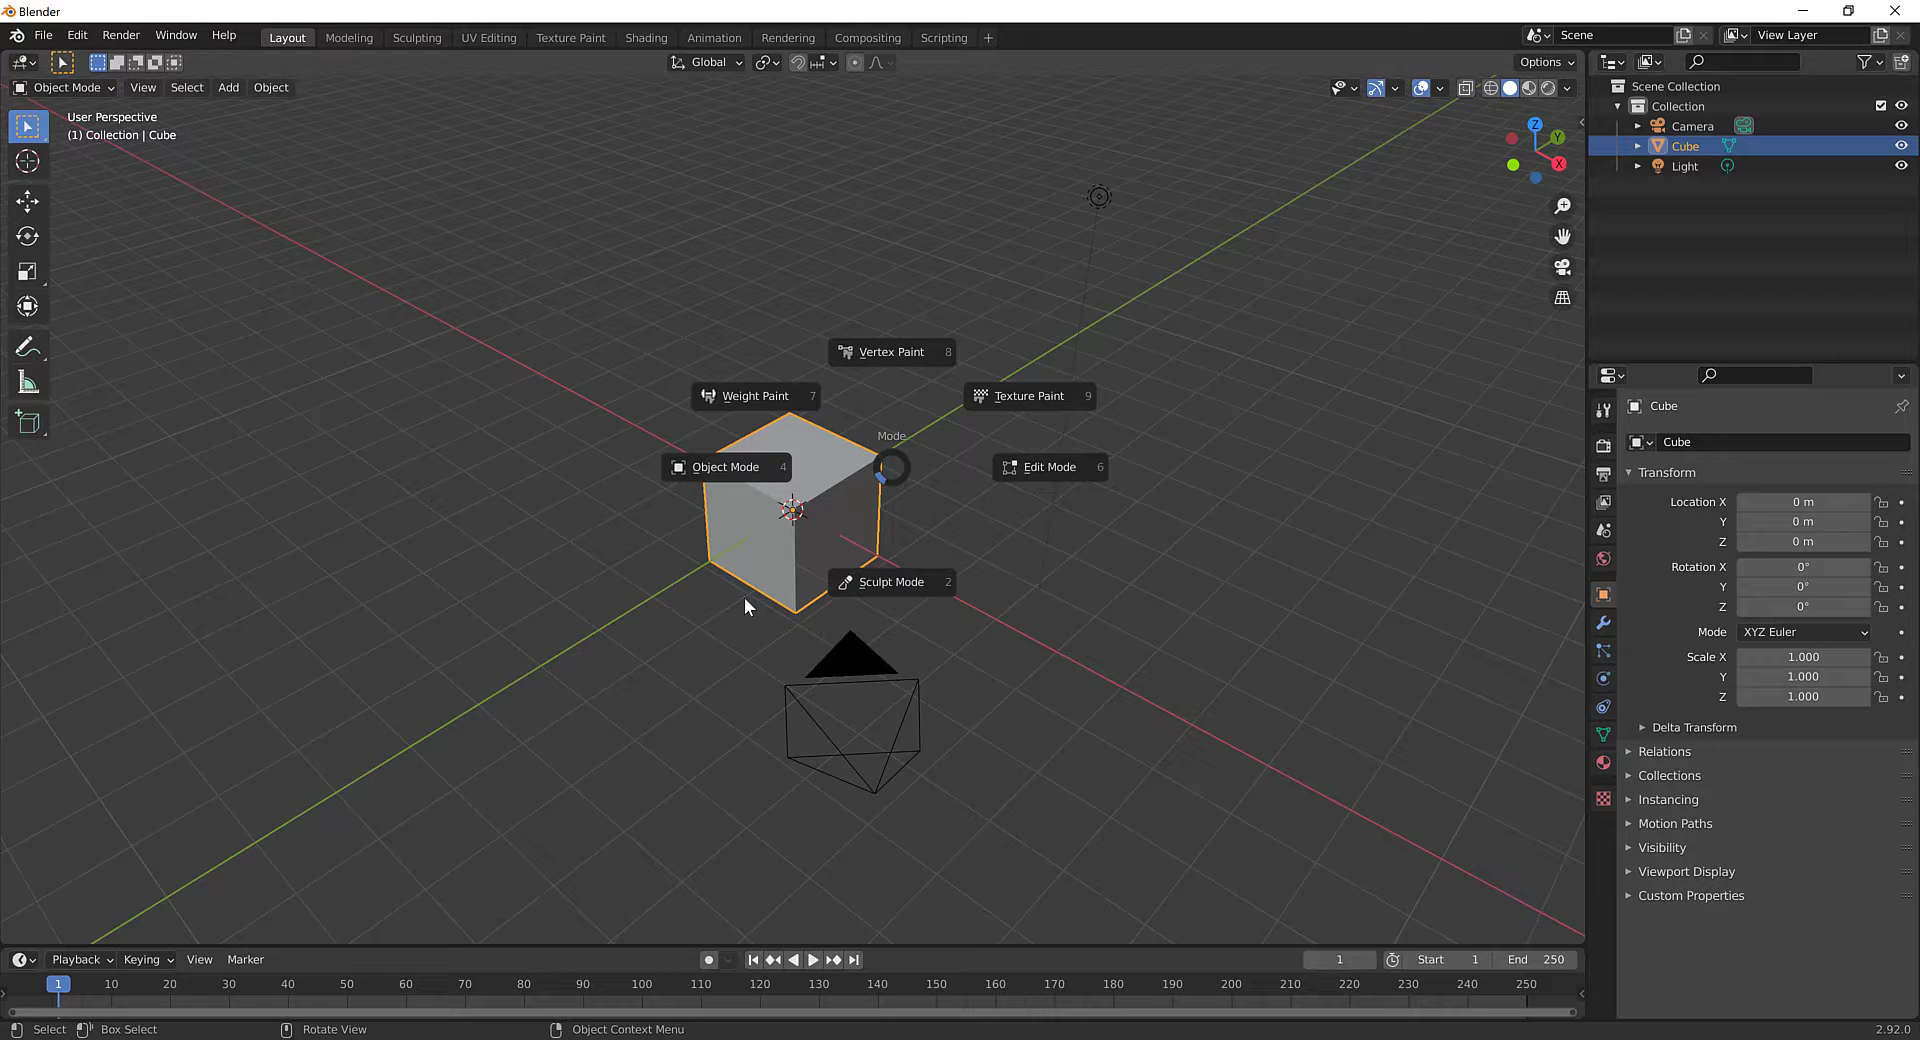 Blender
File Edit Render Window Help Layout Modeling Sculpting UV Editing Texture Paint Shading Animation Rendering Compositing Scripting + Scene View Layer
Global Options
Object Mode View Select Add Object
User Perspective
(1) Collection | Cube
Z
Y
X
Scene Collection
Collection
Camera
Cube
Light
Vertex Paint 8
Weight Paint 7
Texture Paint 9
Mode
Object Mode 4
Edit Mode 6
Sculpt Mode 2
Cube
Cube
Transform
Location X 0 m
Y 0 m
Z 0 m
Rotation X 0°
Y 0°
Z 0°
Mode XYZ Euler
Scale X 1.000
Y 1.000
Z 1.000
Delta Transform
Relations
Collections
Instancing
Motion Paths
Visibility
Viewport Display
Custom Properties
Playback Keying View Marker 1 Start 1 End 250
1 10 20 30 40 50 60 70 80 90 100 110 120 130 140 150 160 170 180 190 200 210 220 230 240 250
Select Box Select Rotate View Object Context Menu 2.92.0